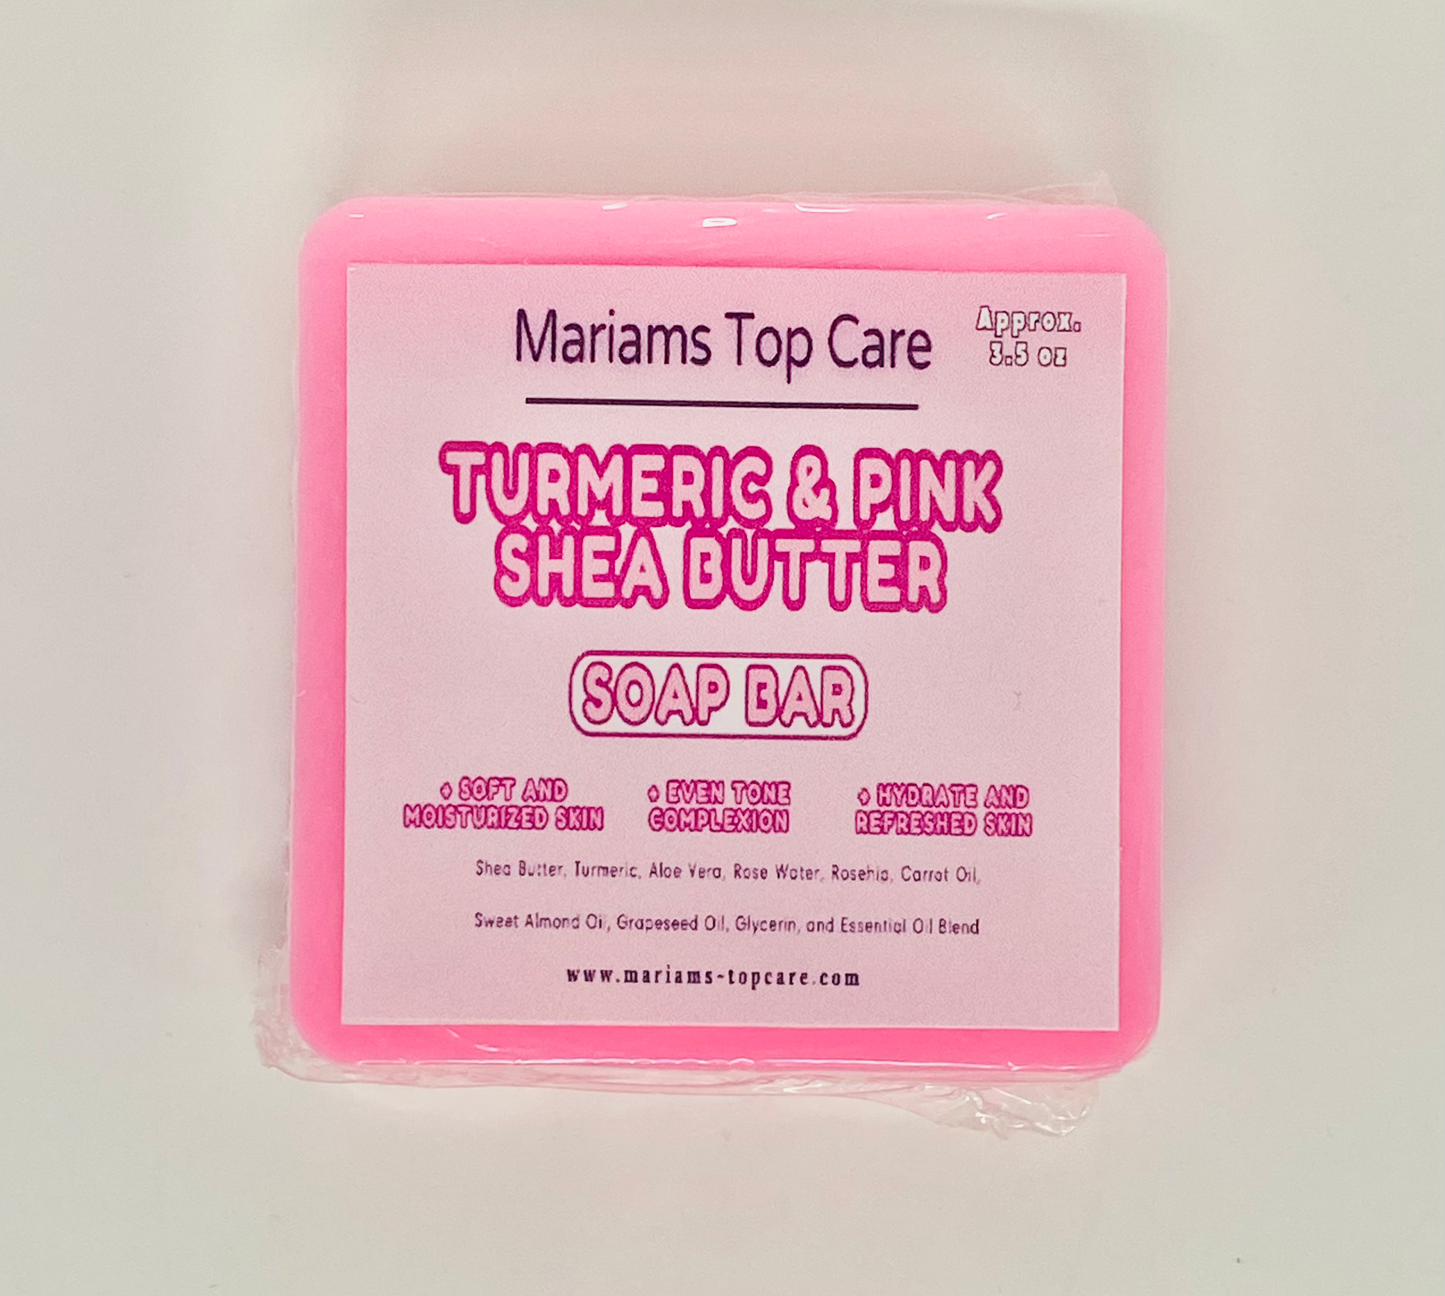 Mariams Top Care
Approx.
3.5 oz
TURMERIC & PINK
SHEA BUTTER
SOAP BAR
+ SOFT AND
MOISTURIZED SKIN
+ EVEN TONE
COMPLEXION
+ HYDRATE AND
REFRESHED SKIN
Shea Butter, Turmeric, Aloe Vera, Rose Water, Rosehip, Carrot Oil,
Sweet Almond Oil, Grapeseed Oil, Glycerin, and Essential Oil Blend
www.mariams-topcare.com